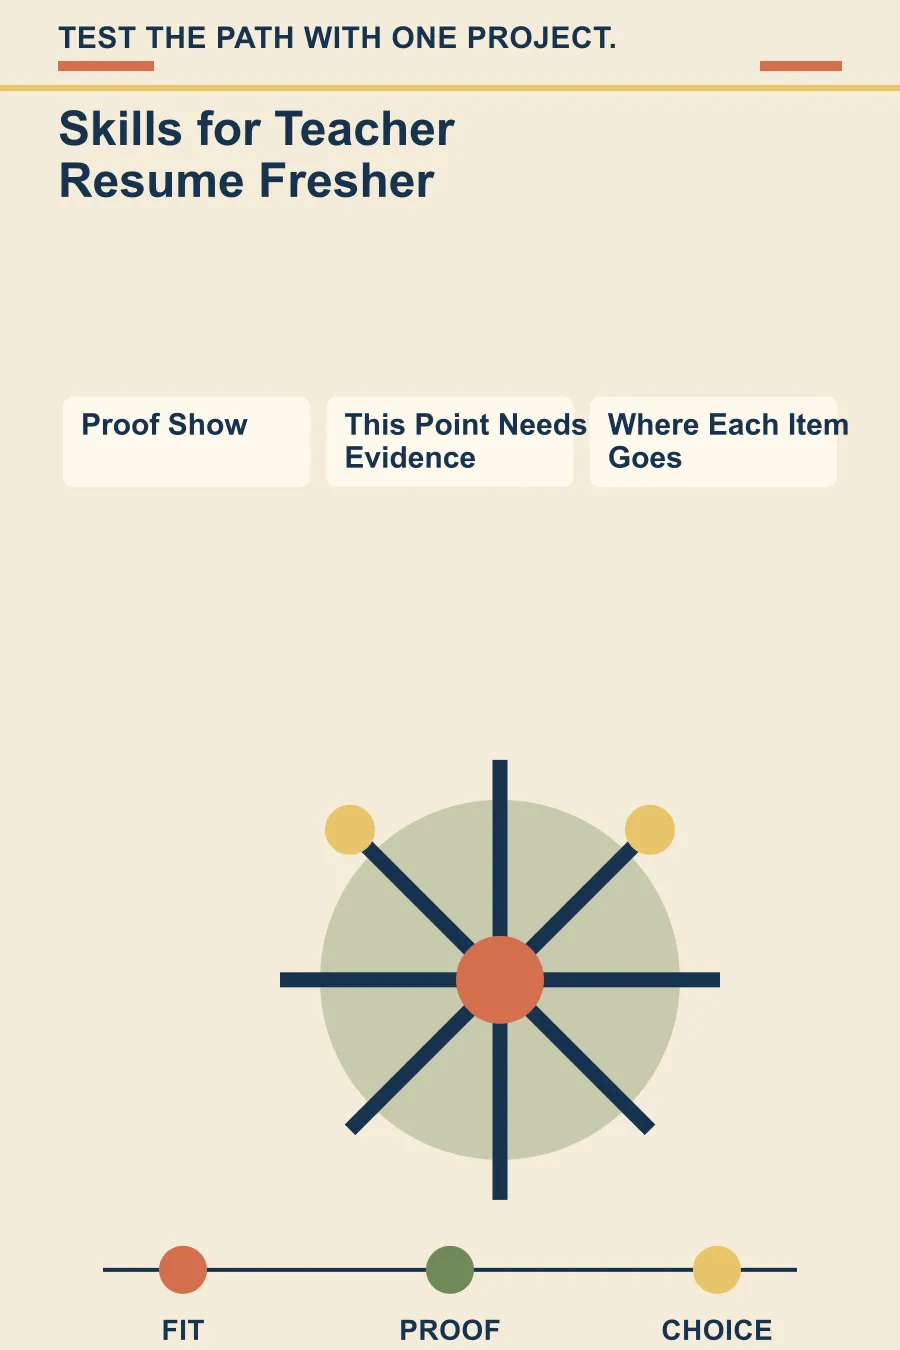 TEST THE PATH WITH ONE PROJECT.
Skills for Teacher
Resume Fresher
Proof Show
This Point Needs
Evidence
Where Each Item
Goes
FIT
PROOF
CHOICE